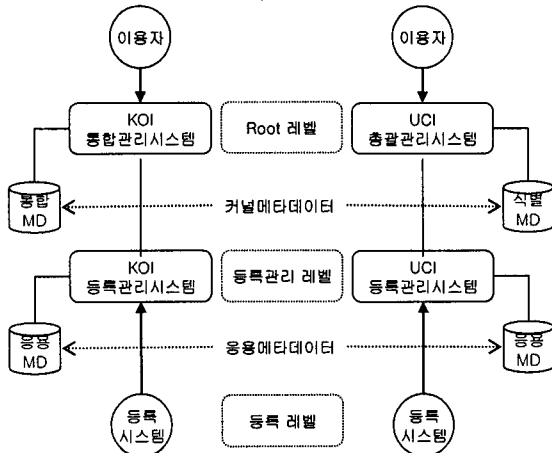 이용자
이용자
KOI
통합관리시스템
Root 레벨
UCI
총괄관리시스템
통합
MD
커널메타데이터
식별
MD
KOI
등록관리시스템
등록관리 레벨
UCI
등록관리시스템
응용
MD
응용메타데이터
응용
MD
등록
시스템
등록 레벨
등록
시스템